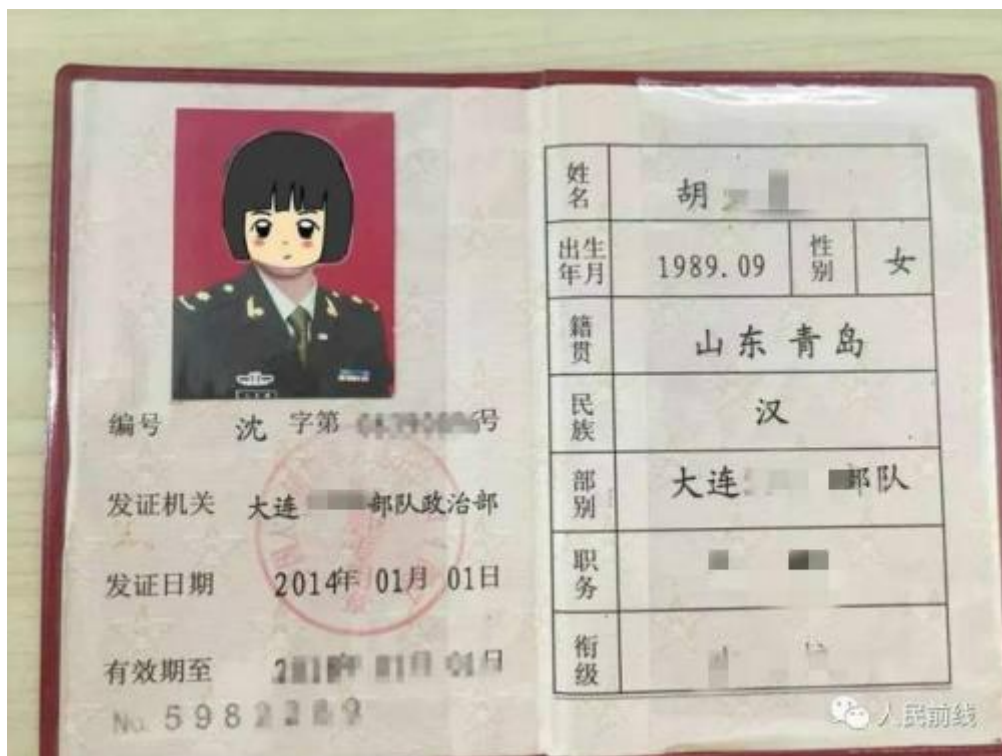 编号 沈 字第 号
发证机关 大连 部队政治部
发证日期 2014年 01月 01日
有效期至
No. 598
姓名 胡
出生年月 1989.09 性别 女
籍贯 山东 青岛
民族 汉
部别 大连 部队
职务
衔级
人民前线